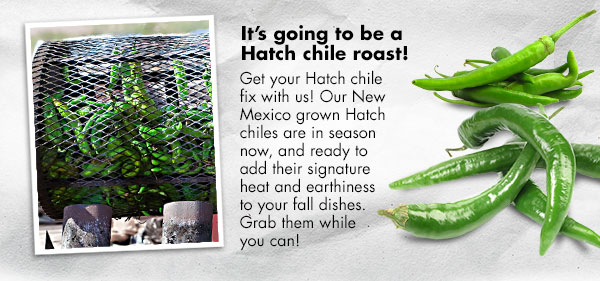 It’s going to be a
Hatch chile roast!
Get your Hatch chile
fix with us! Our New
Mexico grown Hatch
chiles are in season
now, and ready to
add their signature
heat and earthiness
to your fall dishes.
Grab them while
you can!